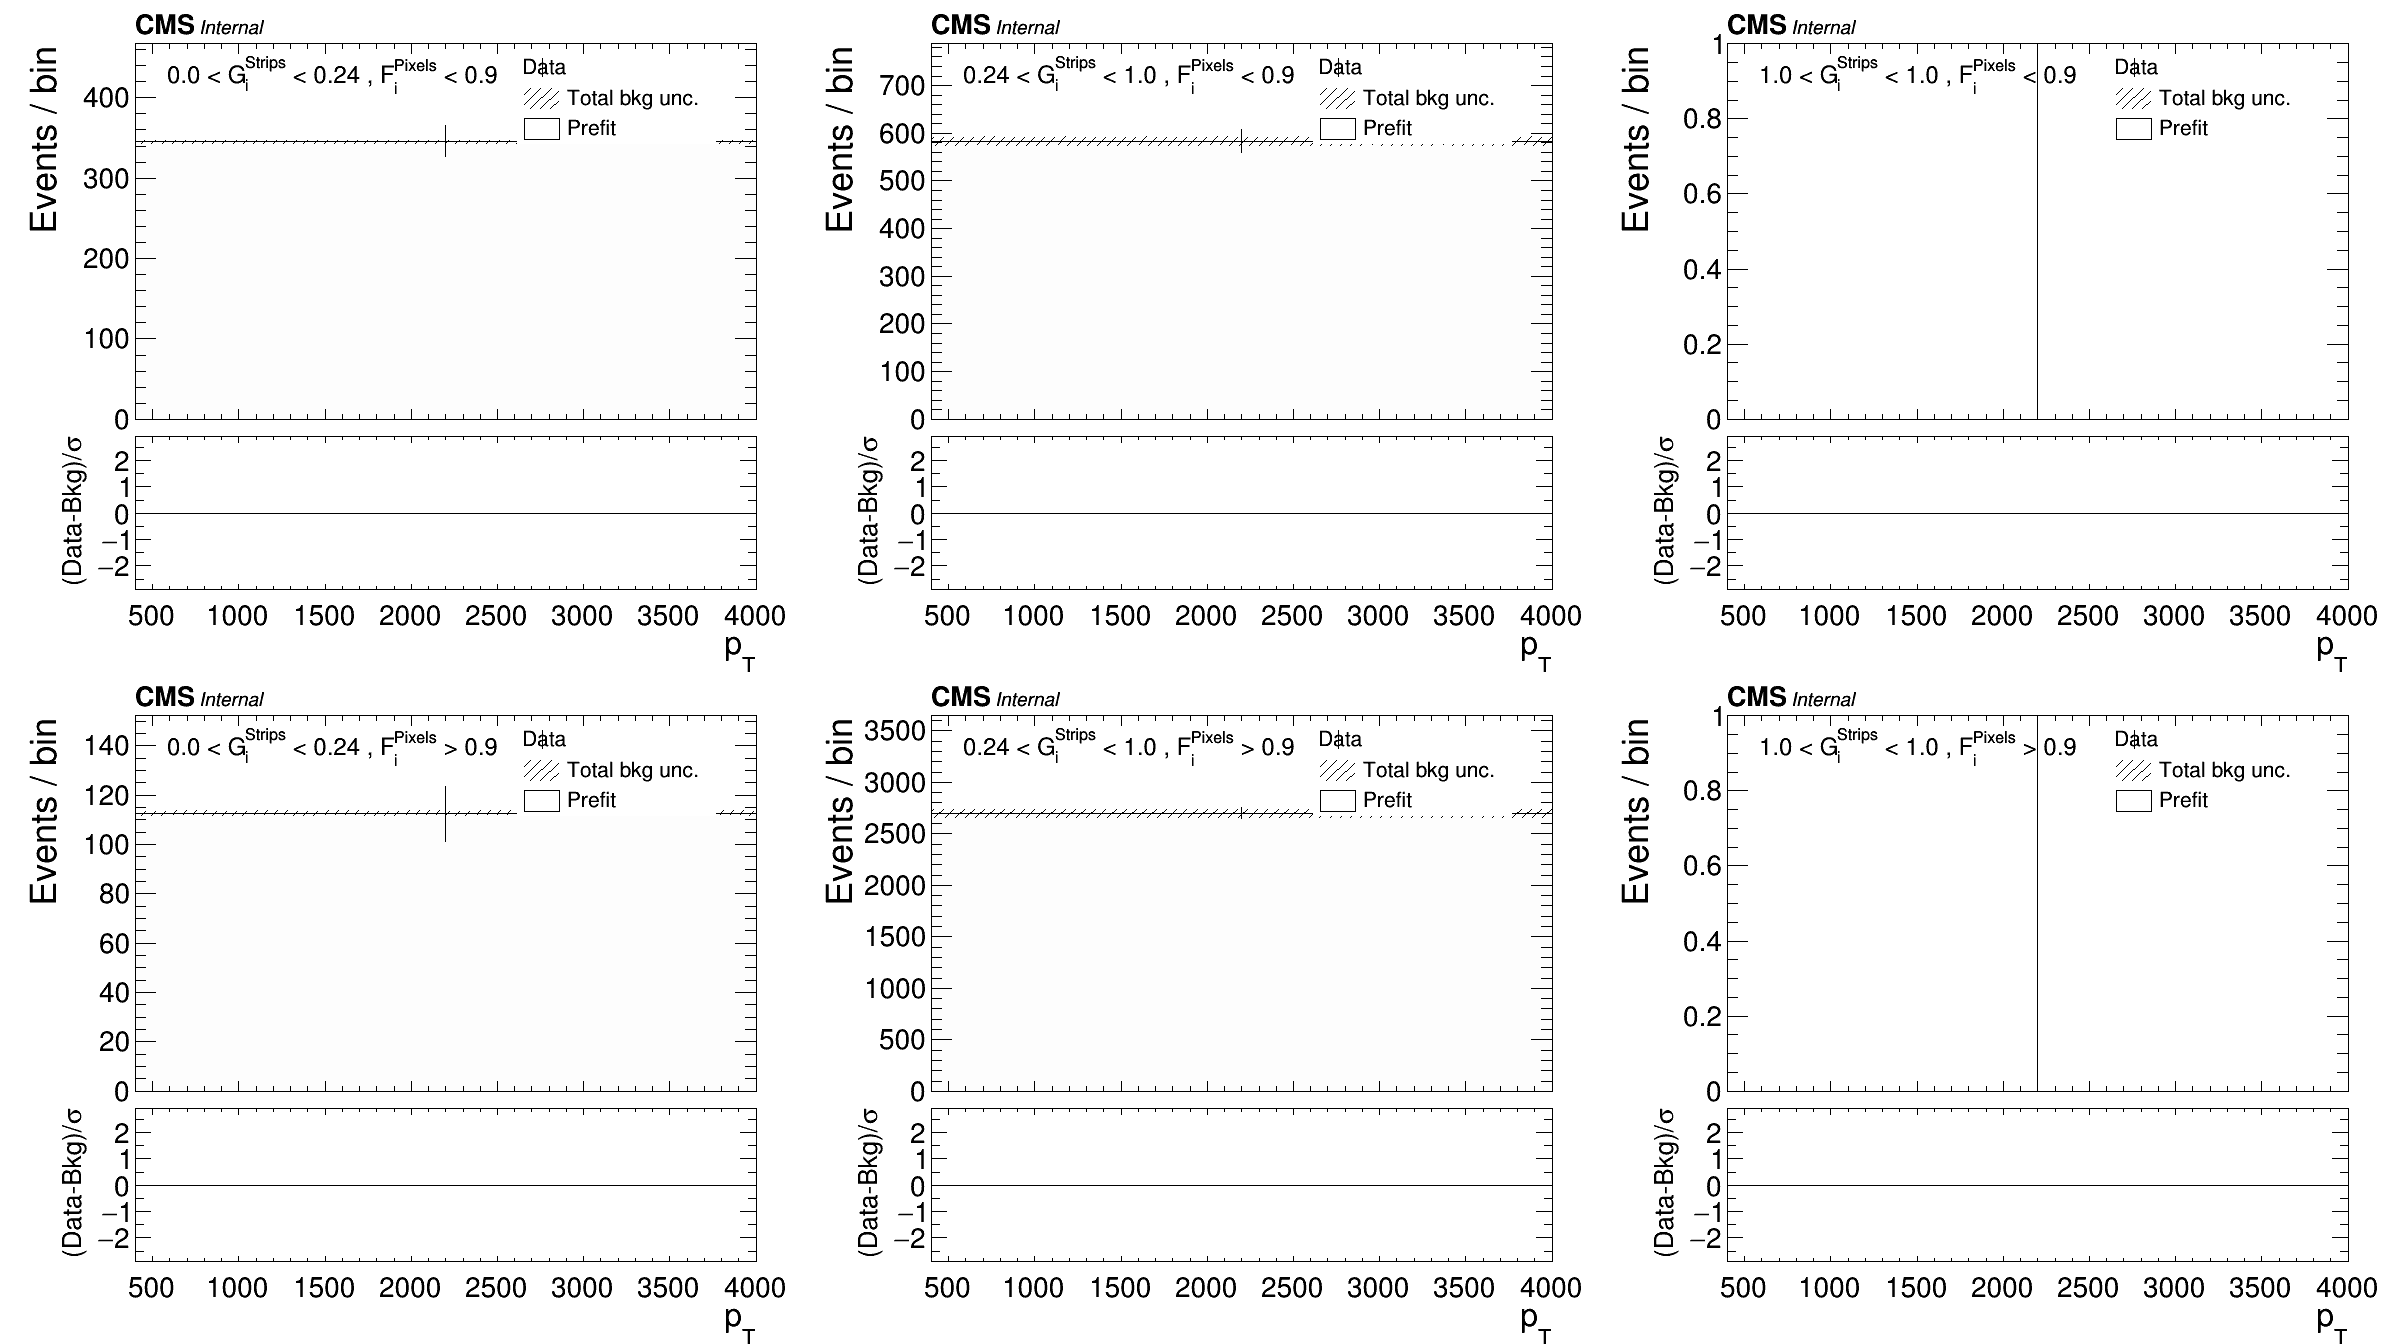 CMS Internal
0.0 < G_i^Strips < 0.24 , F_i^Pixels < 0.9
Data
Total bkg unc.
Prefit
Events / bin
400
300
200
100
0
(Data-Bkg)/σ
2
1
0
−1
−2
500 1000 1500 2000 2500 3000 3500 4000
p_T
CMS Internal
0.24 < G_i^Strips < 1.0 , F_i^Pixels < 0.9
Data
Total bkg unc.
Prefit
Events / bin
700
600
500
400
300
200
100
0
(Data-Bkg)/σ
2
1
0
−1
−2
500 1000 1500 2000 2500 3000 3500 4000
p_T
CMS Internal
1.0 < G_i^Strips < 1.0 , F_i^Pixels < 0.9
Data
Total bkg unc.
Prefit
Events / bin
1
0.8
0.6
0.4
0.2
0
(Data-Bkg)/σ
2
1
0
−1
−2
500 1000 1500 2000 2500 3000 3500 4000
p_T
CMS Internal
0.0 < G_i^Strips < 0.24 , F_i^Pixels > 0.9
Data
Total bkg unc.
Prefit
Events / bin
140
120
100
80
60
40
20
0
(Data-Bkg)/σ
2
1
0
−1
−2
500 1000 1500 2000 2500 3000 3500 4000
p_T
CMS Internal
0.24 < G_i^Strips < 1.0 , F_i^Pixels > 0.9
Data
Total bkg unc.
Prefit
Events / bin
3500
3000
2500
2000
1500
1000
500
0
(Data-Bkg)/σ
2
1
0
−1
−2
500 1000 1500 2000 2500 3000 3500 4000
p_T
CMS Internal
1.0 < G_i^Strips < 1.0 , F_i^Pixels > 0.9
Data
Total bkg unc.
Prefit
Events / bin
1
0.8
0.6
0.4
0.2
0
(Data-Bkg)/σ
2
1
0
−1
−2
500 1000 1500 2000 2500 3000 3500 4000
p_T